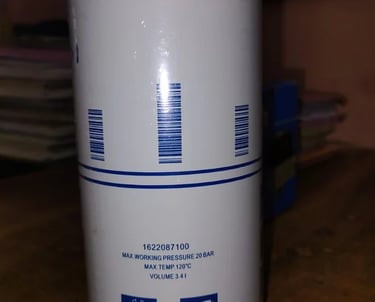 1622087100
MAX.WORKING PRESSURE 20 BAR
MAX.TEMP.120°C
VOLUME 3.4 l